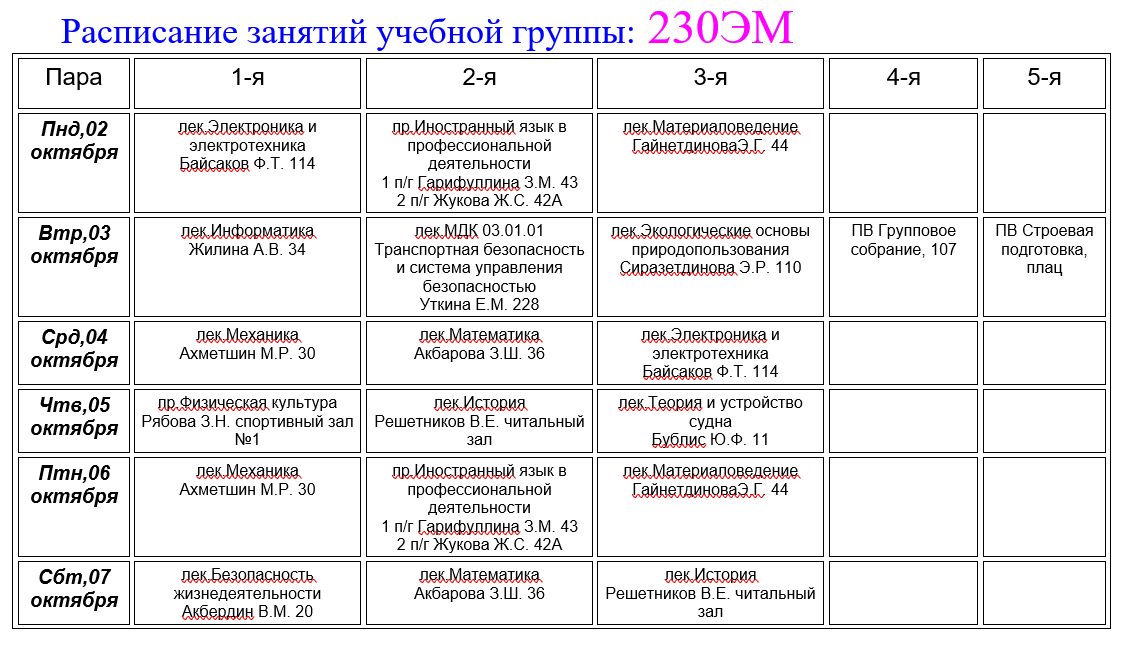 Расписание занятий учебной группы: 230ЭМ
Пара 1-я 2-я 3-я 4-я 5-я
Пнд,02
октября
лек.Электроника и
электротехника
Байсаков Ф.Т. 114
пр.Иностранный язык в
профессиональной
деятельности
1 п/г Гарифуллина З.М. 43
2 п/г Жукова Ж.С. 42А
лек.Материаловедение
ГайнетдиноваЭ.Г. 44
Втр,03
октября
лек.Информатика
Жилина А.В. 34
лек.МДК 03.01.01
Транспортная безопасность
и система управления
безопасностью
Уткина Е.М. 228
лек.Экологические основы
природопользования
Сиразетдинова Э.Р. 110
ПВ Групповое
собрание, 107
ПВ Строевая
подготовка,
плац
Срд,04
октября
лек.Механика
Ахметшин М.Р. 30
лек.Математика
Акбарова З.Ш. 36
лек.Электроника и
электротехника
Байсаков Ф.Т. 114
Чтв,05
октября
пр.Физическая культура
Рябова З.Н. спортивный зал
№1
лек.История
Решетников В.Е. читальный
зал
лек.Теория и устройство
судна
Бублис Ю.Ф. 11
Птн,06
октября
лек.Механика
Ахметшин М.Р. 30
пр.Иностранный язык в
профессиональной
деятельности
1 п/г Гарифуллина З.М. 43
2 п/г Жукова Ж.С. 42А
лек.Материаловедение
ГайнетдиноваЭ.Г. 44
Сбт,07
октября
лек.Безопасность
жизнедеятельности
Акбердин В.М. 20
лек.Математика
Акбарова З.Ш. 36
лек.История
Решетников В.Е. читальный
зал